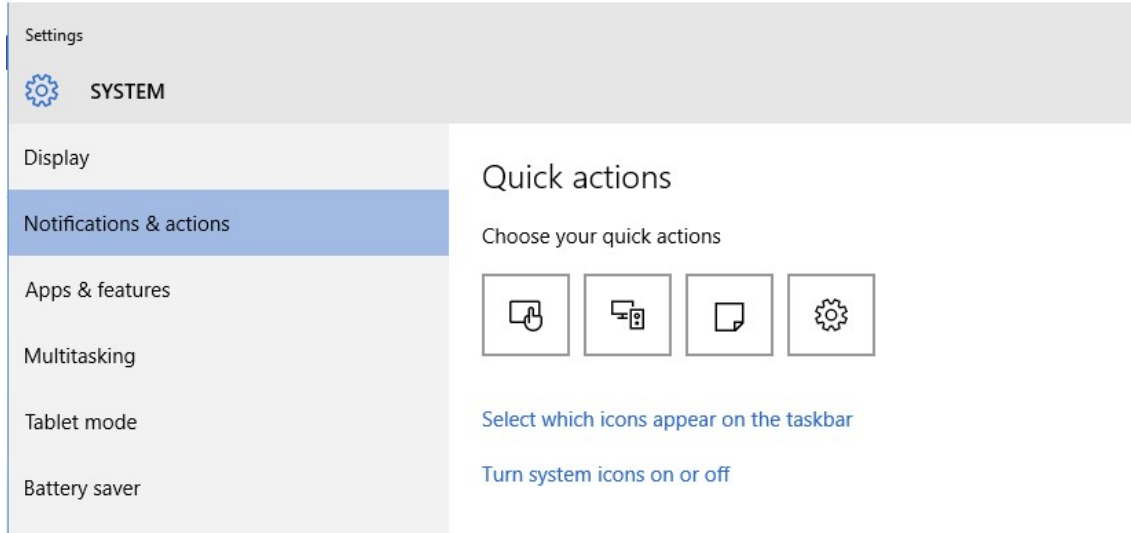 Settings
SYSTEM
Display
Notifications & actions
Apps & features
Multitasking
Tablet mode
Battery saver
Quick actions
Choose your quick actions
Select which icons appear on the taskbar
Turn system icons on or off